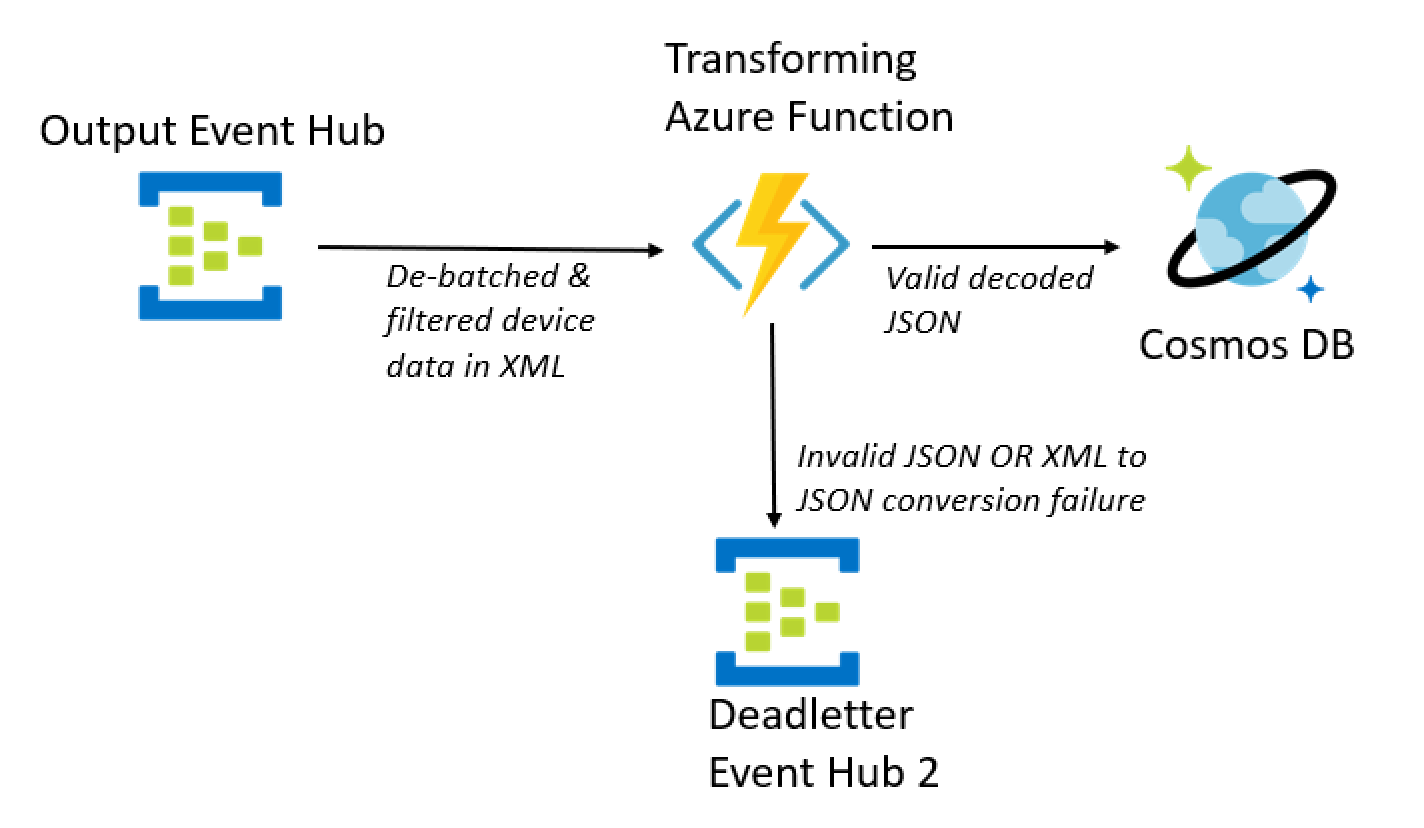 Transforming
Azure Function
Output Event Hub
De-batched &
filtered device
data in XML
Valid decoded
JSON
Cosmos DB
Invalid JSON OR XML to
JSON conversion failure
Deadletter
Event Hub 2